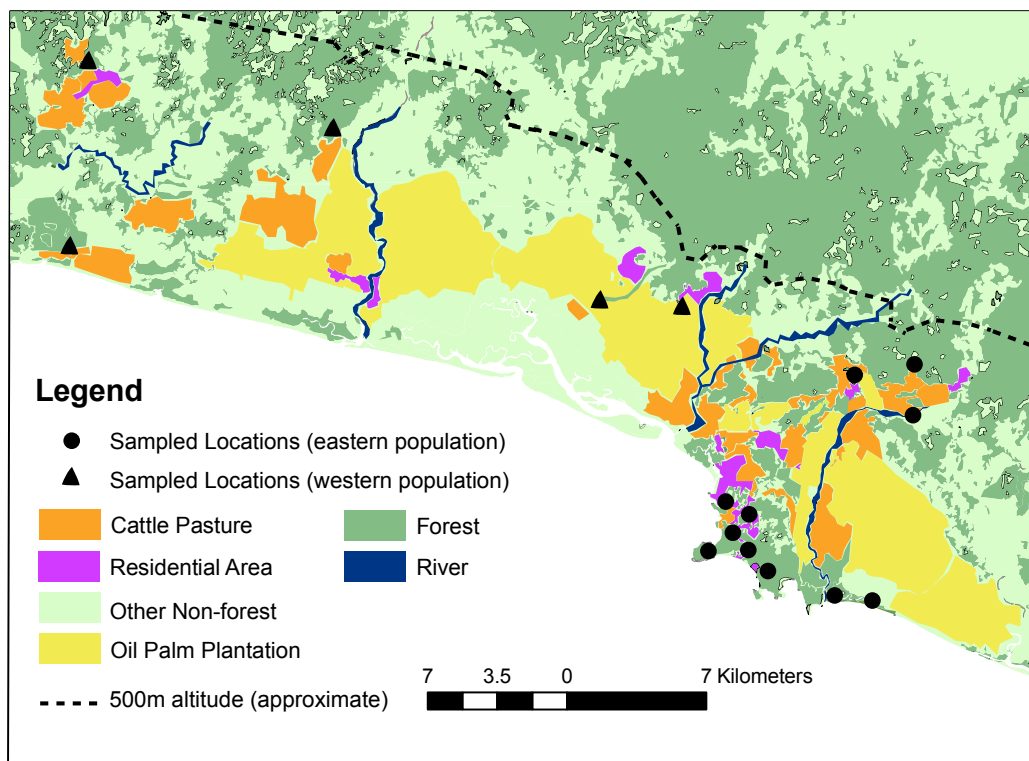 Legend
Sampled Locations (eastern population)
Sampled Locations (western population)
Cattle Pasture
Forest
Residential Area
River
Other Non-forest
Oil Palm Plantation
500m altitude (approximate)
7 3.5 0 7 Kilometers